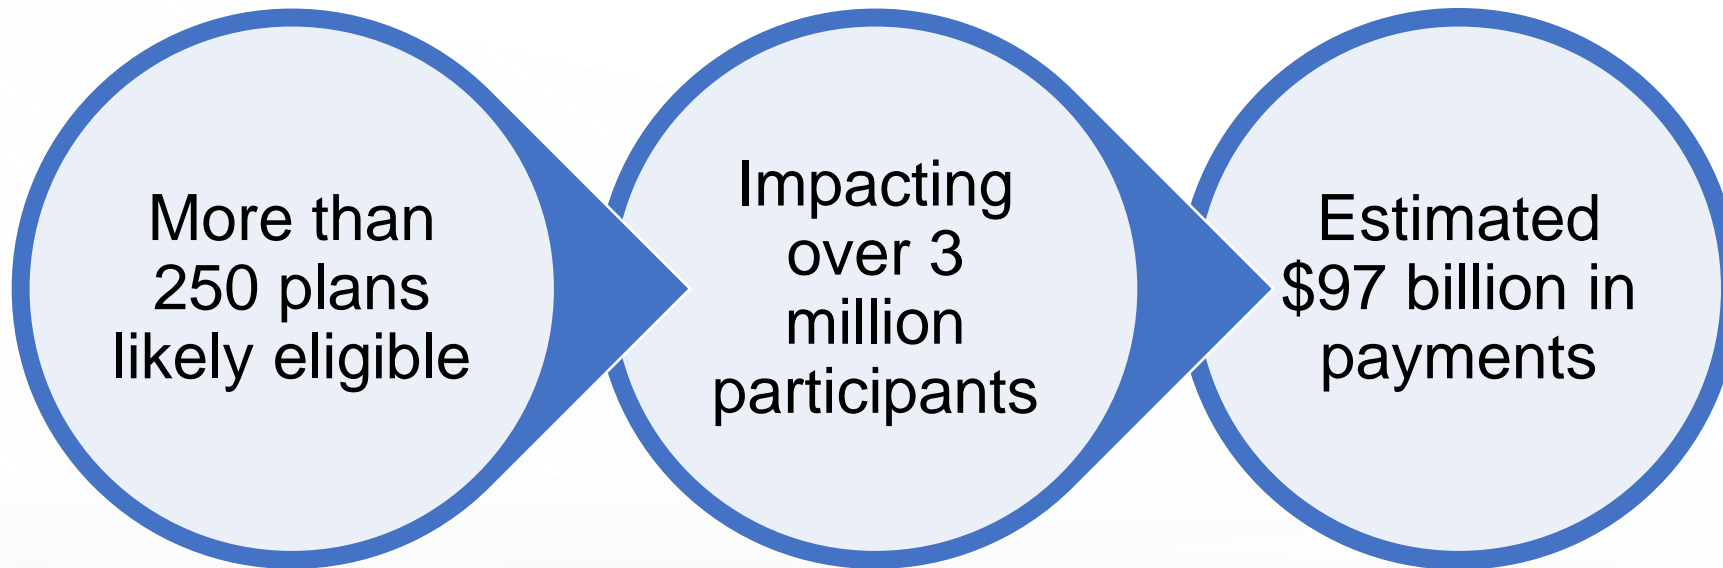 More than
250 plans
likely eligible
Impacting
over 3
million
participants
Estimated
$97 billion in
payments